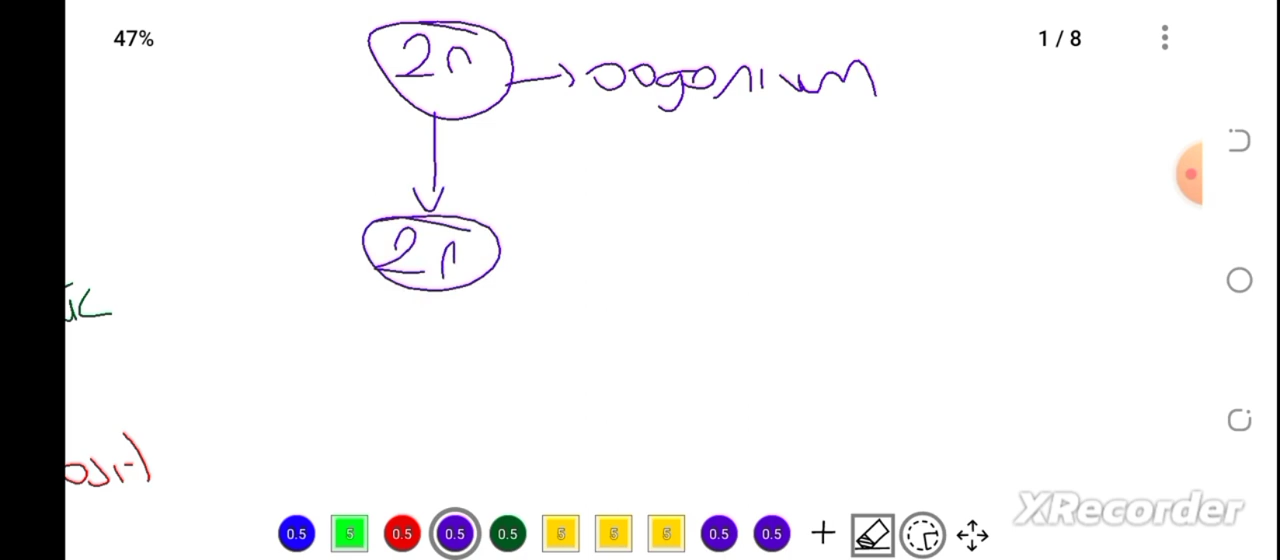 47%
1 / 8
2n
oogonium
2n
XRecorder
0.5 5 0.5 0.5 0.5 5 5 5 0.5 0.5